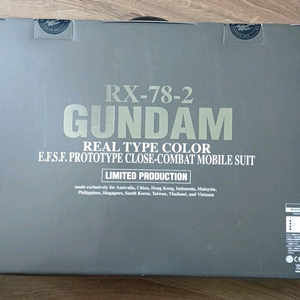 RX-78-2
GUNDAM
REAL TYPE COLOR
E.F.S.F. PROTOTYPE CLOSE-COMBAT MOBILE SUIT
LIMITED PRODUCTION
made exclusively for Australia, China, Hong Kong, Indonesia, Malaysia,
Philippines, Singapore, South Korea, Taiwan, Thailand, and Vietnam